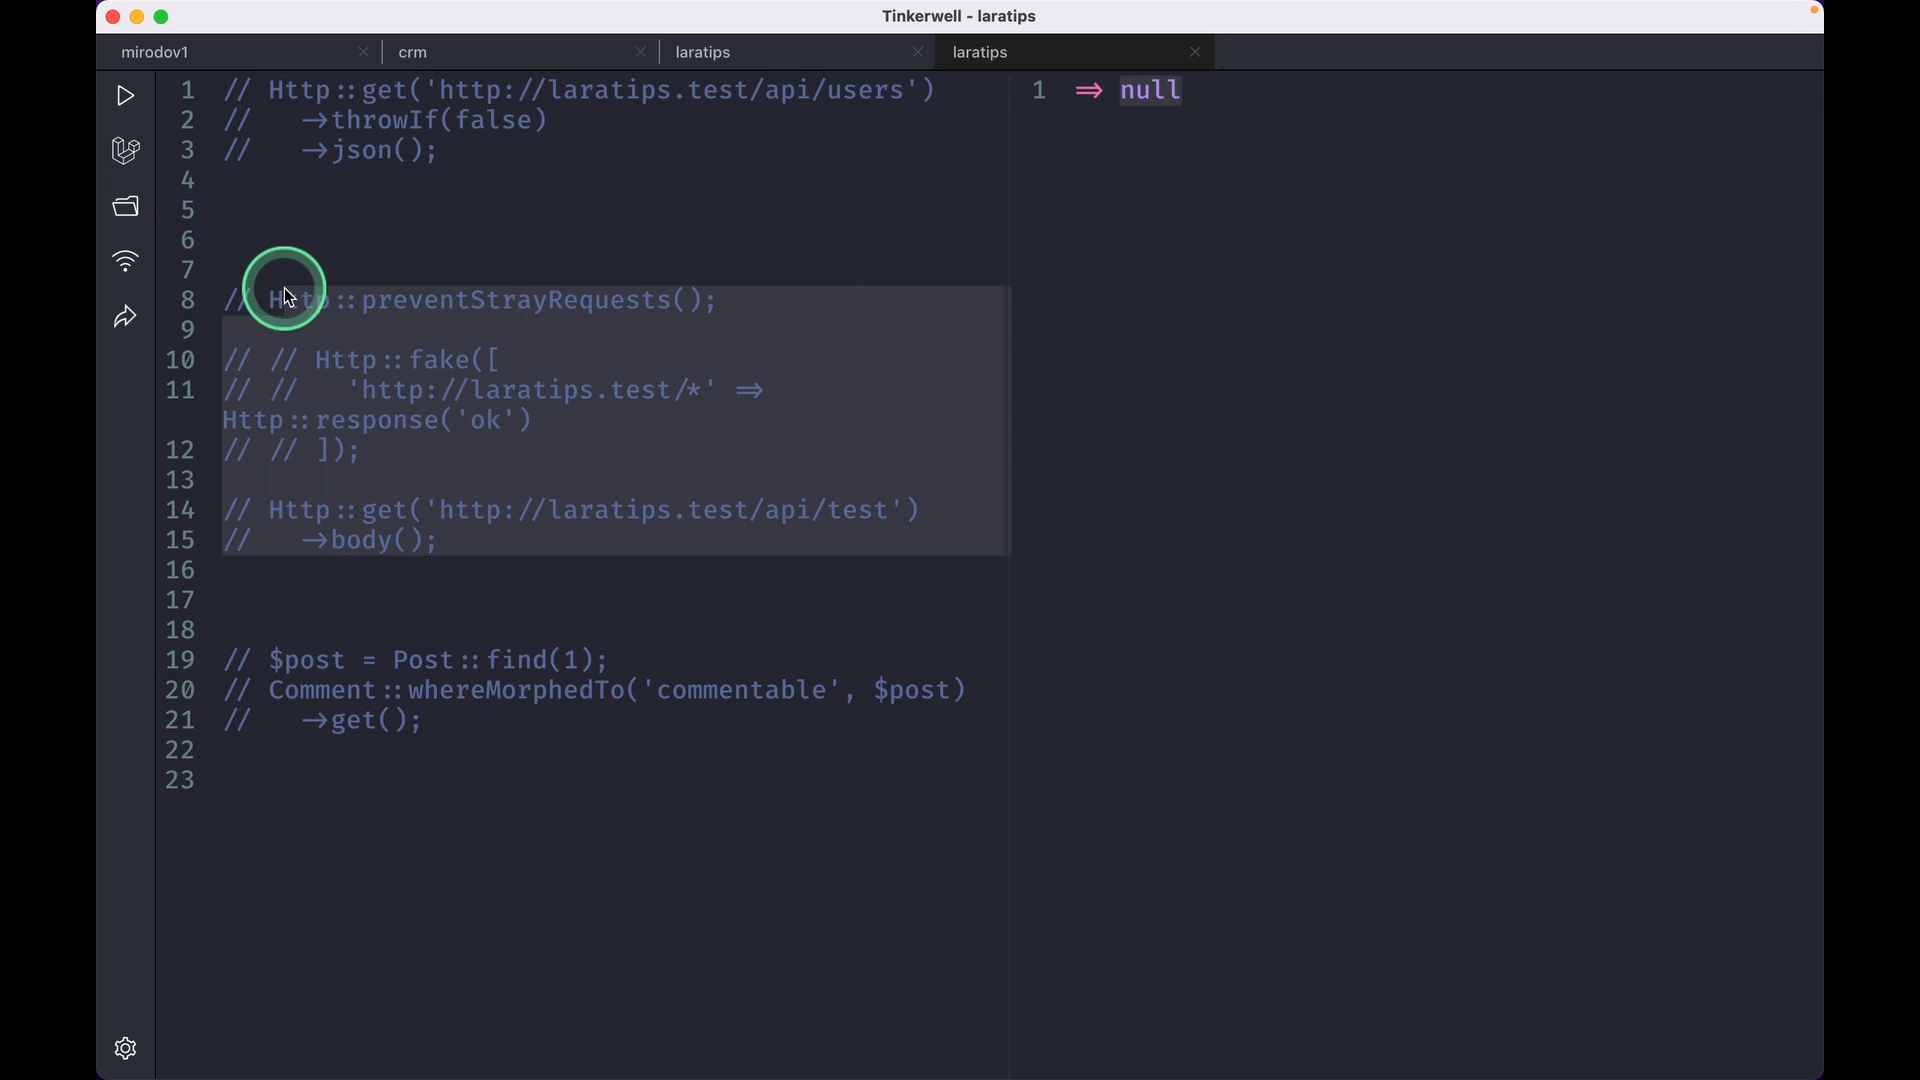 Tinkerwell - laratips
mirodov1 crm laratips laratips
1 // Http::get('http://laratips.test/api/users')
2 //    ->throwIf(false)
3 //    ->json();
4
5
6
7
8 // Http::preventStrayRequests();
9
10 // // Http::fake([
11 // //    'http://laratips.test/*' =>
Http::response('ok')
12 // // ]);
13
14 // Http::get('http://laratips.test/api/test')
15 //    ->body();
16
17
18
19 // $post = Post::find(1);
20 // Comment::whereMorphedTo('commentable', $post)
21 //    ->get();
22
23
1 => null